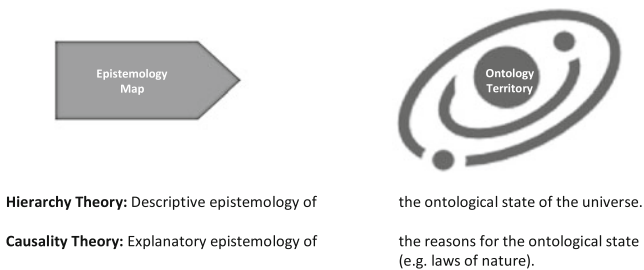 Epistemology
Map
Ontology
Territory
Hierarchy Theory: Descriptive epistemology of the ontological state of the universe.
Causality Theory: Explanatory epistemology of the reasons for the ontological state
(e.g. laws of nature).